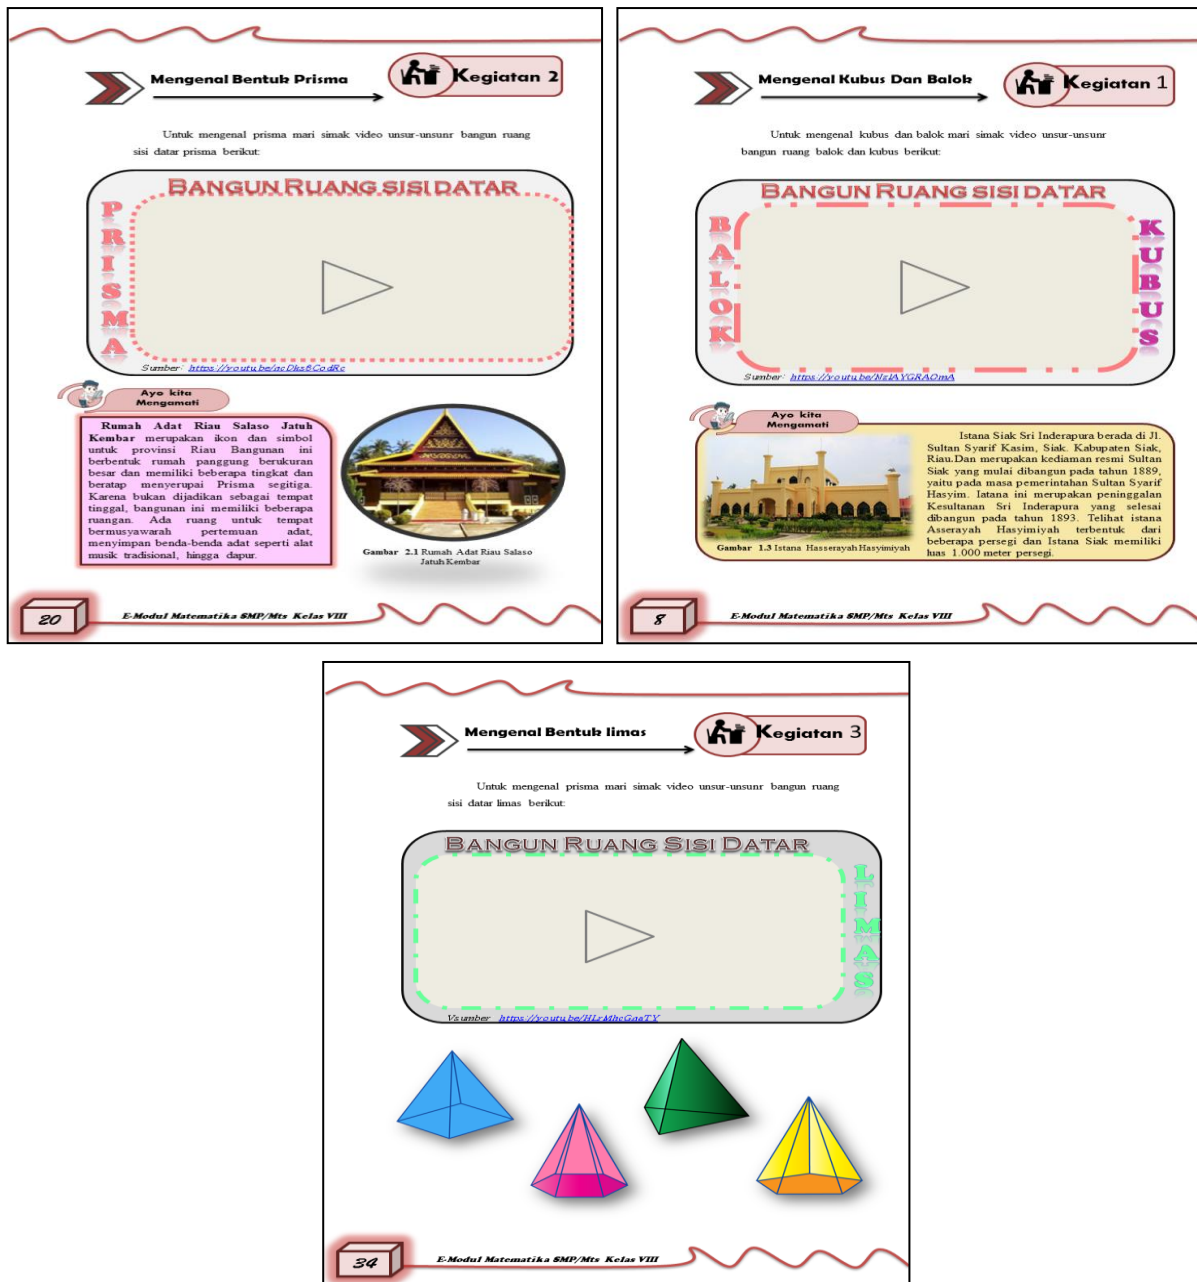 Mengenal Bentuk Prisma
Kegiatan 2
Untuk mengenal prisma mari simak video unsur-unsunr bangun ruang
sisi datar prisma berikut:
BANGUN RUANG SISI DATAR
PRISMA
Sumber:
Ayo kita
Mengamati
Rumah Adat Riau Salaso Jatuh
Kembar merupakan ikon dan simbol
untuk provinsi Riau Bangunan ini
berbentuk rumah panggung berukuran
besar dan memiliki beberapa tingkat dan
beratap menyerupai Prisma segitiga.
Karena bukan dijadikan sebagai tempat
tinggal, bangunan ini memiliki beberapa
ruangan. Ada ruang untuk tempat
bermusyawarah pertemuan adat,
menyimpan benda-benda adat seperti alat
musik tradisional, hingga dapur.
Gambar 2.1 Rumah Adat Riau Salaso
Jatuh Kembar
20
E-Modul Matematika SMP/Mts Kelas VIII
Mengenal Kubus Dan Balok
Kegiatan 1
Untuk mengenal kubus dan balok mari simak video unsur-unsunr
bangun ruang balok dan kubus berikut:
BANGUN RUANG SISI DATAR
BALOK
KUBUS
Sumber:
Ayo kita
Mengamati
Istana Siak Sri Inderapura berada di Jl.
Sultan Syarif Kasim, Siak. Kabupaten Siak,
Riau.Dan merupakan kediaman resmi Sultan
Siak yang mulai dibangun pada tahun 1889,
yaitu pada masa pemerintahan Sultan Syarif
Hasyim. Iatana ini merupakan peninggalan
Kesultanan Sri Inderapura yang selesai
dibangun pada tahun 1893. Telihat istana
Asserayah Hasyimiyah terbentuk dari
beberapa persegi dan Istana Siak memiliki
luas 1.000 meter persegi.
Gambar 1.3 Istana Hasserayah Hasyimiyah
8
E-Modul Matematika SMP/Mts Kelas VIII
Mengenal Bentuk limas
Kegiatan 3
Untuk mengenal prisma mari simak video unsur-unsunr bangun ruang
sisi datar limas berikut:
BANGUN RUANG SISI DATAR
LIMAS
Vsumber
34
E-Modul Matematika SMP/Mts Kelas VIII